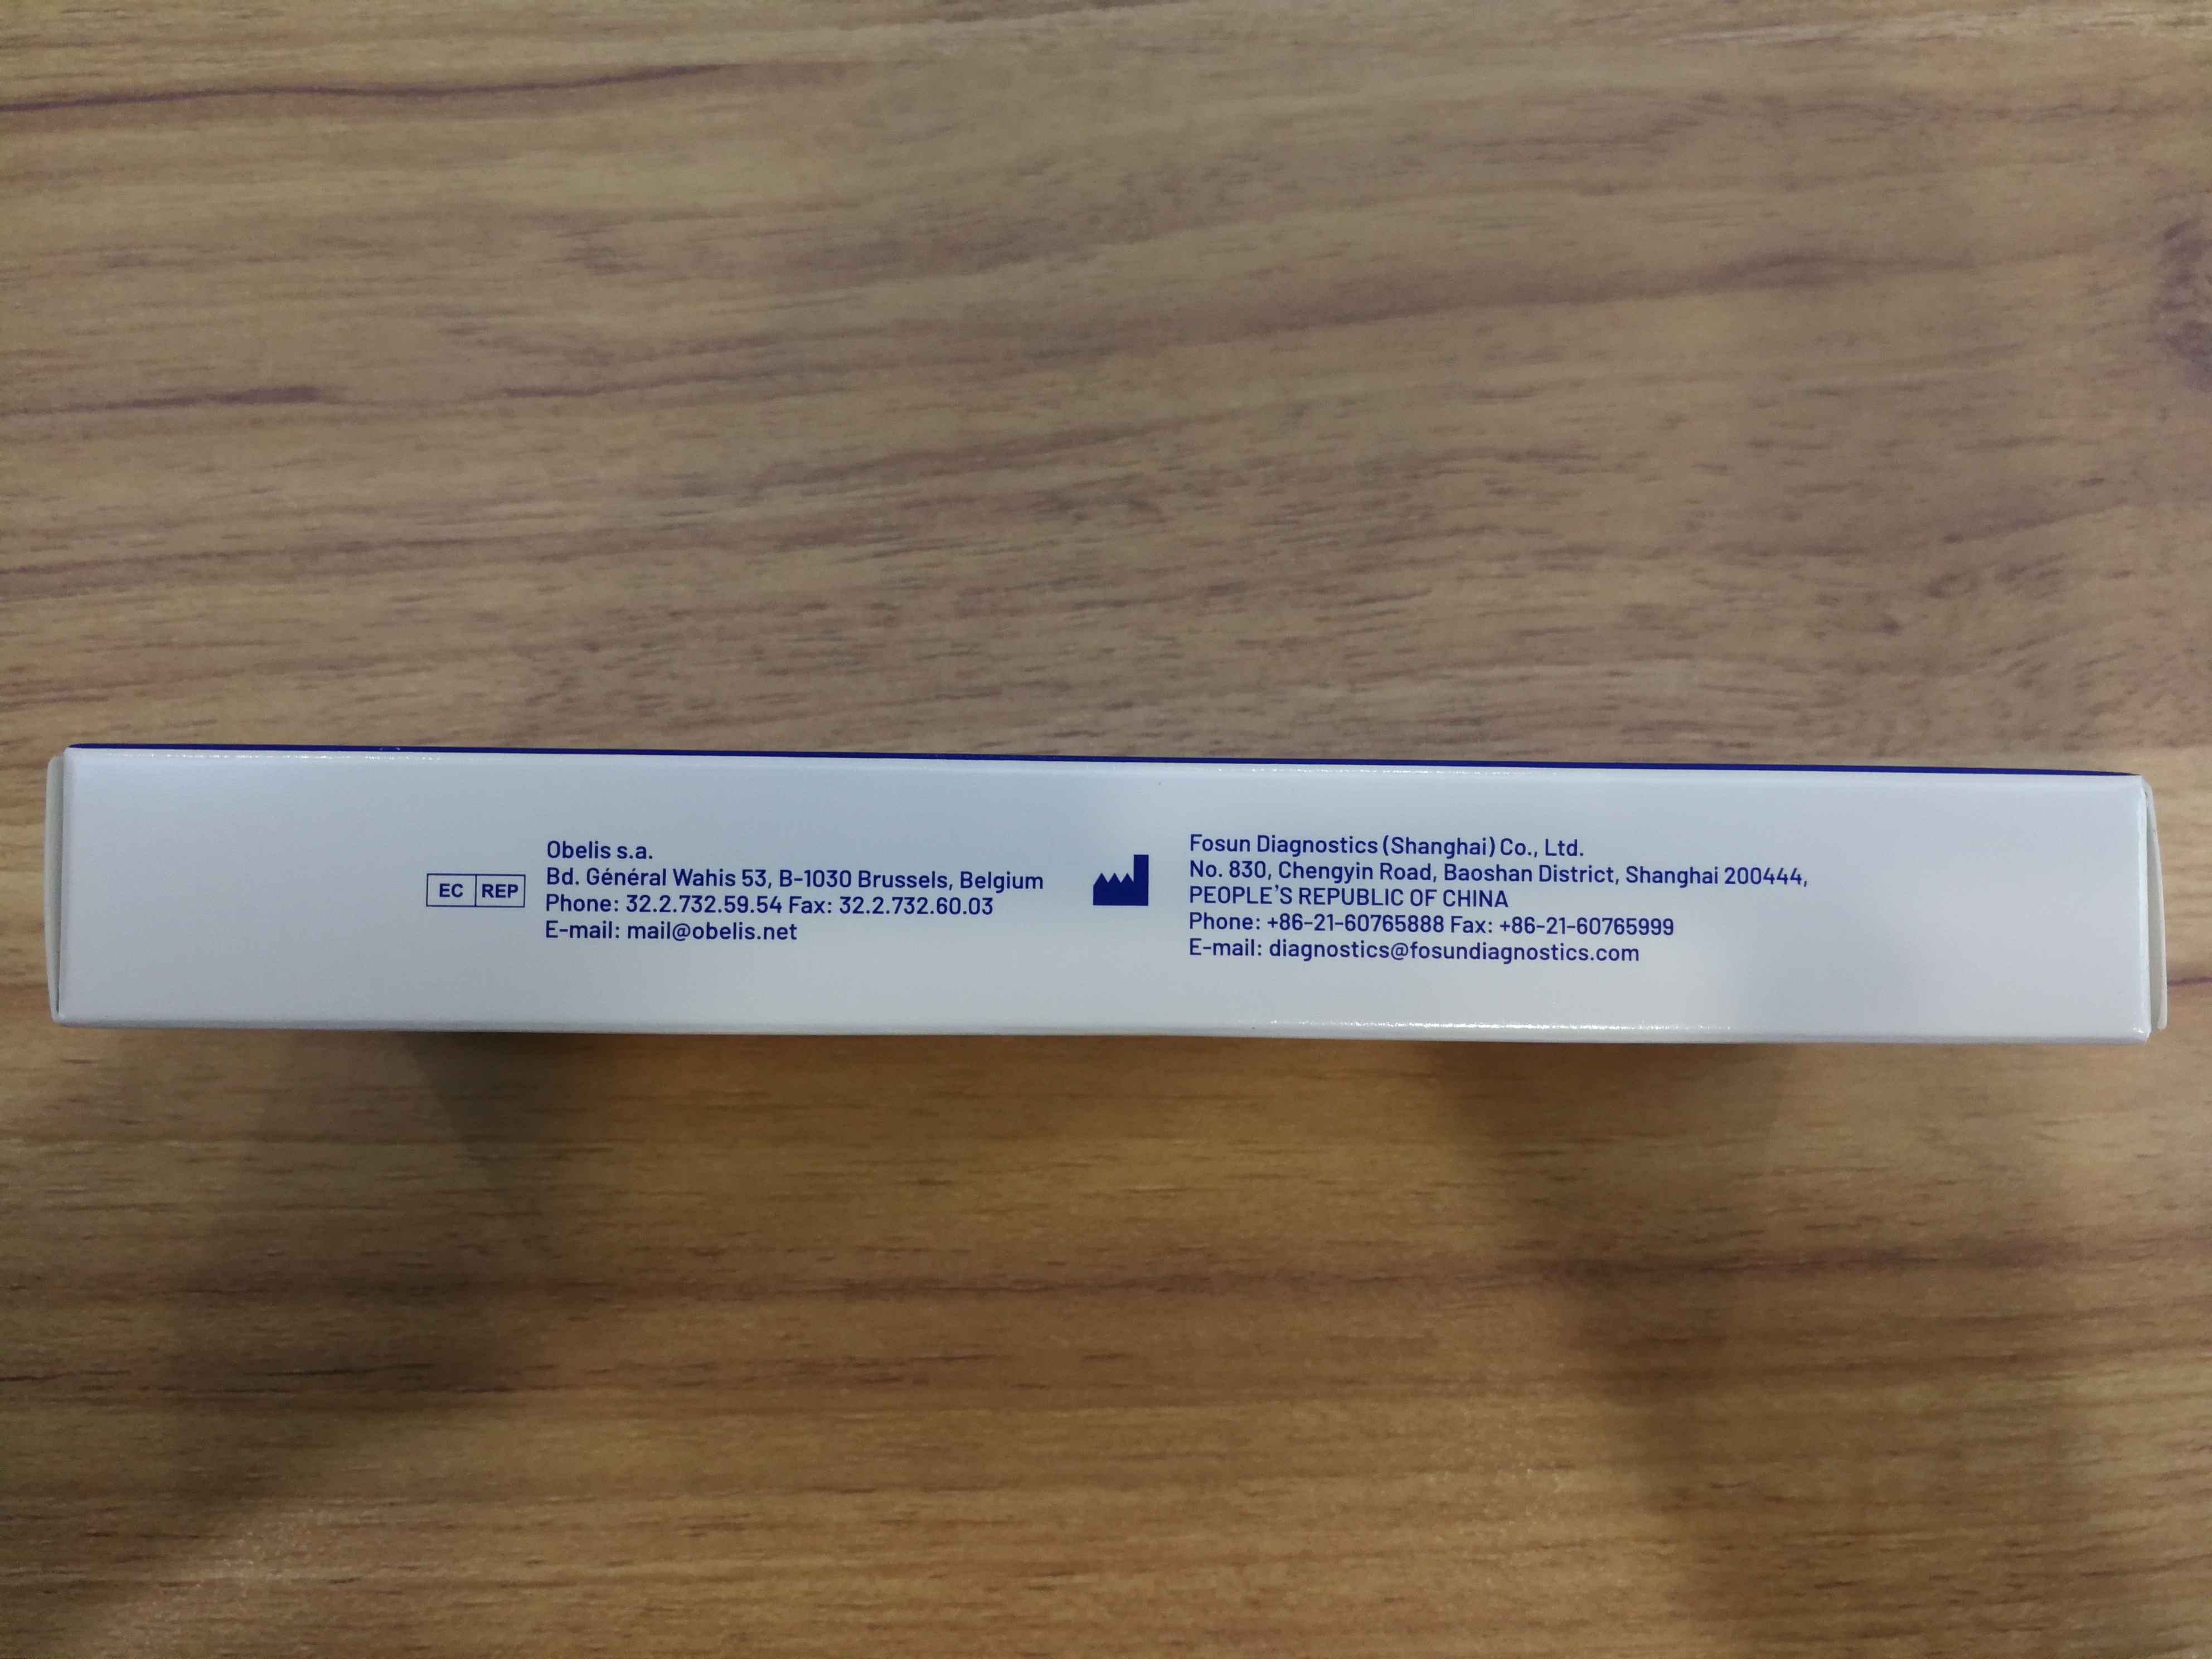 EC REP
Obelis s.a.
Bd. Général Wahis 53, B-1030 Brussels, Belgium
Phone: 32.2.732.59.54 Fax: 32.2.732.60.03
E-mail: mail@obelis.net
Fosun Diagnostics (Shanghai) Co., Ltd.
No. 830, Chengyin Road, Baoshan District, Shanghai 200444,
PEOPLE'S REPUBLIC OF CHINA
Phone: +86-21-60765888 Fax: +86-21-60765999
E-mail: diagnostics@fosundiagnostics.com